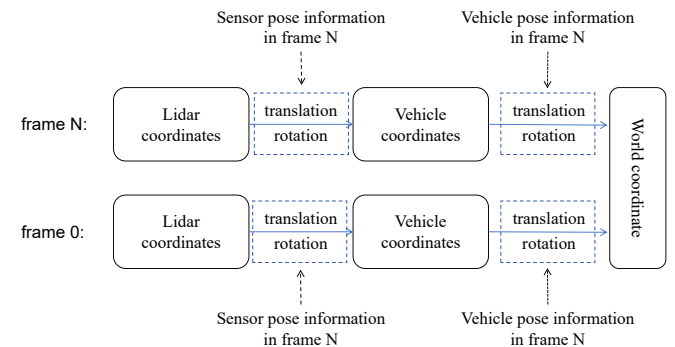 Sensor pose information
in frame N
Vehicle pose information
in frame N
frame N:
Lidar
coordinates
translation
rotation
Vehicle
coordinates
translation
rotation
World coordinate
frame 0:
Lidar
coordinates
translation
rotation
Vehicle
coordinates
translation
rotation
Sensor pose information
in frame N
Vehicle pose information
in frame N